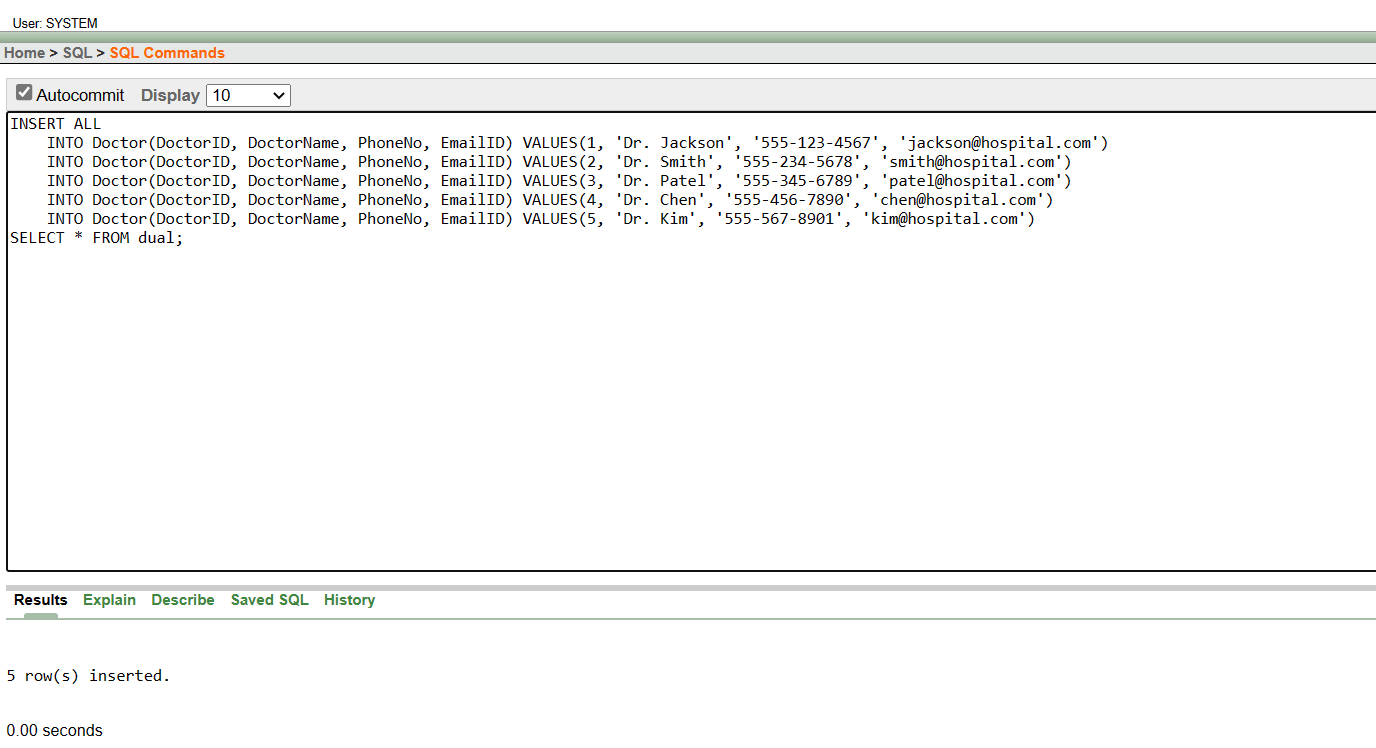 User: SYSTEM
Home > SQL > SQL Commands
Autocommit Display 10
INSERT ALL
    INTO Doctor(DoctorID, DoctorName, PhoneNo, EmailID) VALUES(1, 'Dr. Jackson', '555-123-4567', 'jackson@hospital.com')
    INTO Doctor(DoctorID, DoctorName, PhoneNo, EmailID) VALUES(2, 'Dr. Smith', '555-234-5678', 'smith@hospital.com')
    INTO Doctor(DoctorID, DoctorName, PhoneNo, EmailID) VALUES(3, 'Dr. Patel', '555-345-6789', 'patel@hospital.com')
    INTO Doctor(DoctorID, DoctorName, PhoneNo, EmailID) VALUES(4, 'Dr. Chen', '555-456-7890', 'chen@hospital.com')
    INTO Doctor(DoctorID, DoctorName, PhoneNo, EmailID) VALUES(5, 'Dr. Kim', '555-567-8901', 'kim@hospital.com')
SELECT * FROM dual;
Results Explain Describe Saved SQL History
5 row(s) inserted.
0.00 seconds